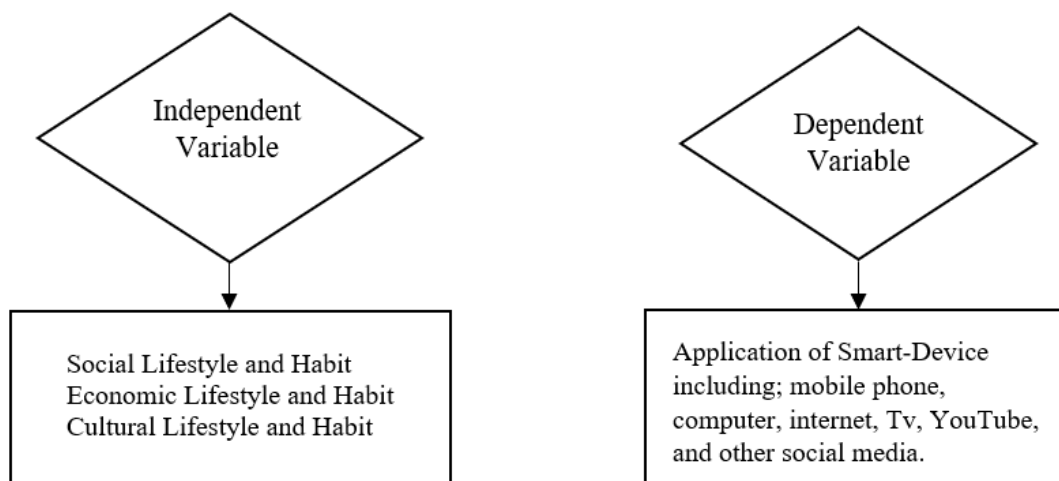 Independent
Variable
Social Lifestyle and Habit
Economic Lifestyle and Habit
Cultural Lifestyle and Habit
Dependent
Variable
Application of Smart-Device
including; mobile phone,
computer, internet, Tv, YouTube,
and other social media.